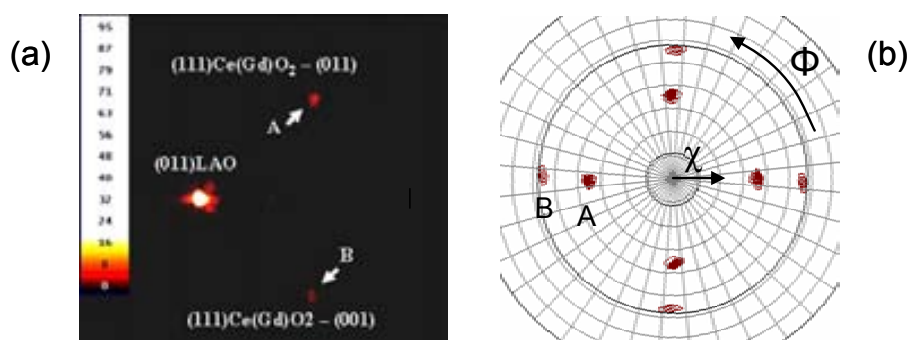 (a)
95
87
79
71
63
56
48
40
32
24
16
8
0
(111)Ce(Gd)O₂ – (011)
A
(011)LAO
B
(111)Ce(Gd)O2 – (001)
(b)
Φ
χ
B
A